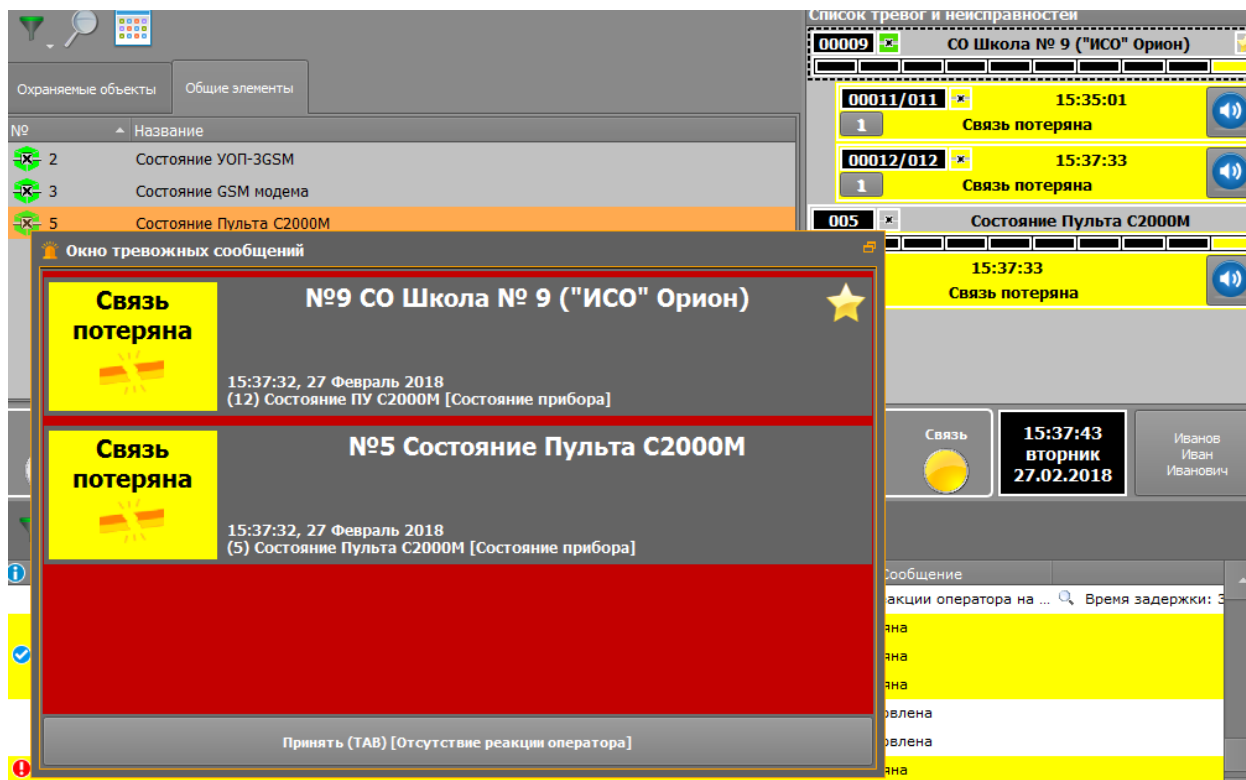 Список тревог и неисправностей
00009 СО Школа № 9 ("ИСО" Орион)
Охраняемые объекты
Общие элементы
00011/011 15:35:01
1 Связь потеряна
№ Название
2 Состояние УОП-3GSM
00012/012 15:37:33
1 Связь потеряна
3 Состояние GSM модема
5 Состояние Пульта С2000М
005 Состояние Пульта С2000М
15:37:33
Связь потеряна
Окно тревожных сообщений
Связь потеряна
№9 СО Школа № 9 ("ИСО" Орион)
15:37:32, 27 Февраль 2018
(12) Состояние ПУ С2000М [Состояние прибора]
Связь потеряна
№5 Состояние Пульта С2000М
15:37:32, 27 Февраль 2018
(5) Состояние Пульта С2000М [Состояние прибора]
Принять (TAB) [Отсутствие реакции оператора]
Связь
15:37:43
вторник
27.02.2018
Иванов
Иван
Иванович
Сообщение
акции оператора на ... Время задержки: 3
яна
яна
яна
овлена
овлена
яна